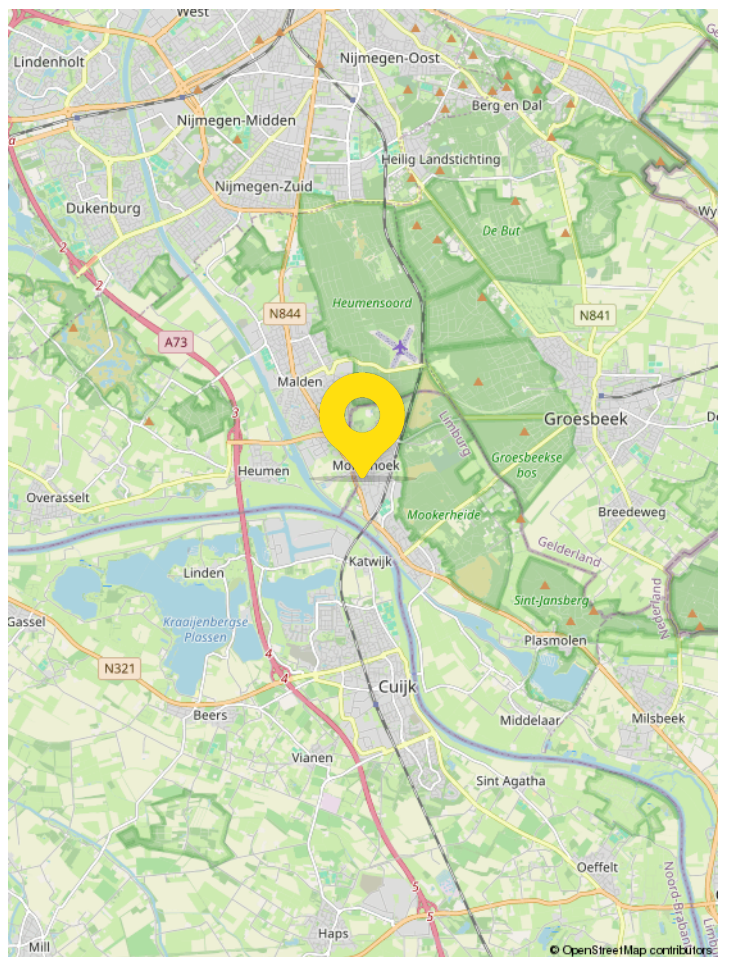 West
Lindenholt
Nijmegen-Oost
Berg en Dal
Nijmegen-Midden
Heilig Landstichting
Nijmegen-Zuid
Dukenburg
De But
2
2
Heumensoord
N844
N841
A73
Malden
3
Limburg
Groesbeek
Groesbeekse
bos
Heumen
Overasselt
Mookerheide
Breedeweg
Gelderland
Katwijk
Linden
Sint-Jansberg
Nederland
Kraaijenbergse
Plassen
Gassel
Plasmolen
4
4
N321
Cuijk
Beers
Middelaar
Milsbeek
Vianen
Sint Agatha
Oeffelt
5
5
Haps
Mill
© OpenStreetMap contributors